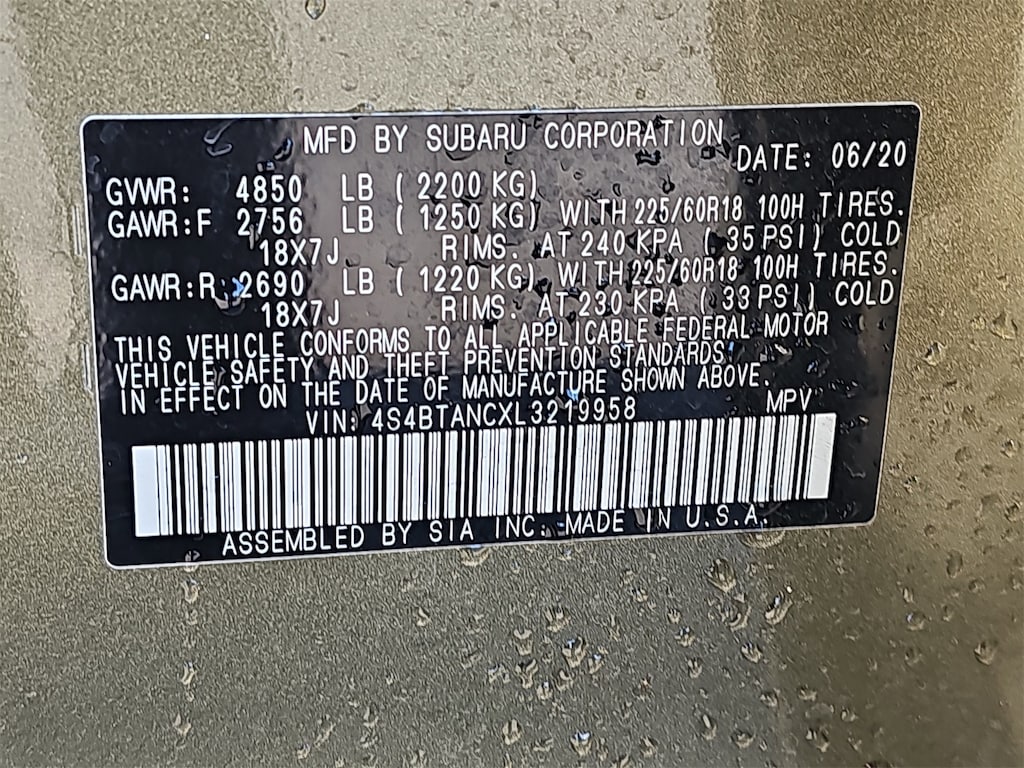 MFD BY SUBARU CORPORATION
DATE: 06/20
GVWR: 4850 LB ( 2200 KG)
GAWR:F 2756 LB ( 1250 KG) WITH 225/60R18 100H TIRES.
18X7J RIMS. AT 240 KPA ( 35 PSI) COLD
GAWR:R 2690 LB ( 1220 KG) WITH 225/60R18 100H TIRES.
18X7J RIMS. AT 230 KPA ( 33 PSI) COLD
THIS VEHICLE CONFORMS TO ALL APPLICABLE FEDERAL MOTOR
VEHICLE SAFETY AND THEFT PREVENTION STANDARDS
IN EFFECT ON THE DATE OF MANUFACTURE SHOWN ABOVE.
VIN: 4S4BTANCXL3219958 MPV
ASSEMBLED BY SIA INC. MADE IN U.S.A.